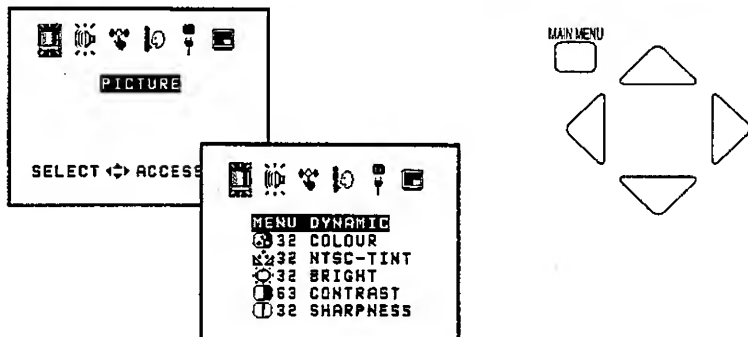 MAIN MENU
PICTURE
SELECT ACCESS
MENU DYNAMIC
32 COLOUR
32 NTSC-TINT
32 BRIGHT
63 CONTRAST
32 SHARPNESS